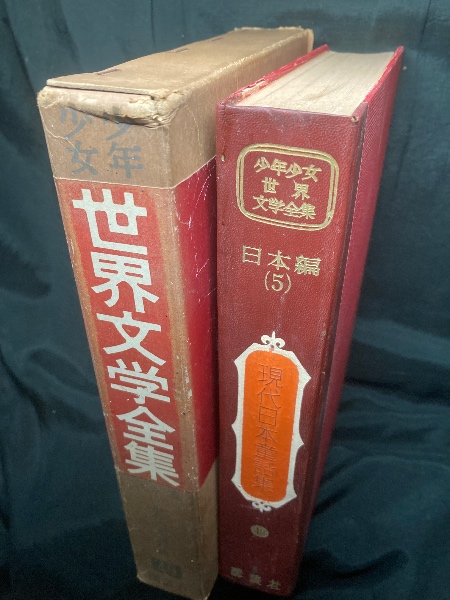 少年
少女
世界文学全集
少年少女
世界
文学全集
日本編
(5)
現代日本童話集
講談社